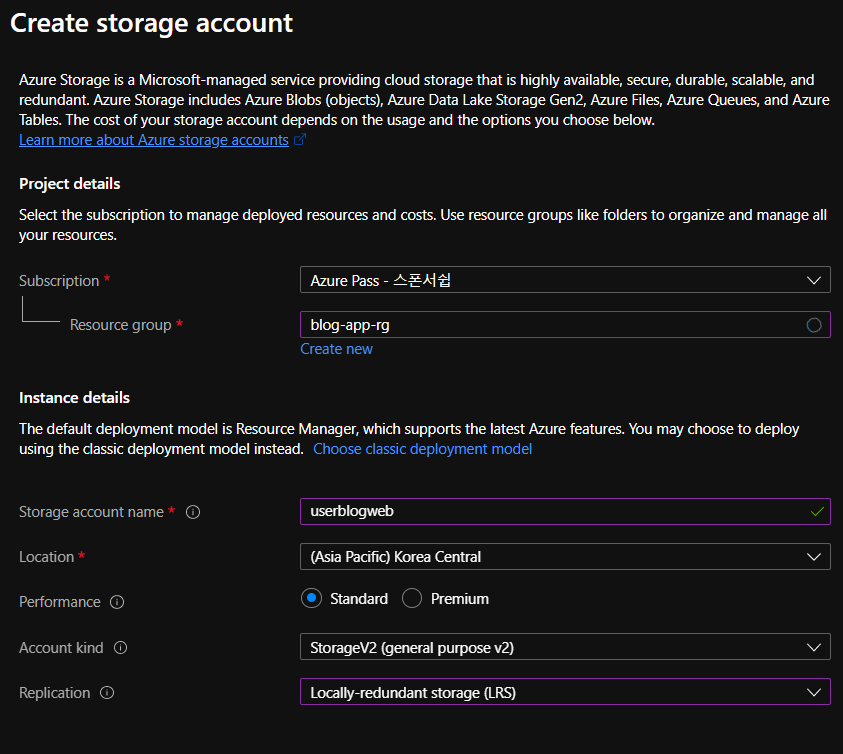 Create storage account
Azure Storage is a Microsoft-managed service providing cloud storage that is highly available, secure, durable, scalable, and
redundant. Azure Storage includes Azure Blobs (objects), Azure Data Lake Storage Gen2, Azure Files, Azure Queues, and Azure
Tables. The cost of your storage account depends on the usage and the options you choose below.
Learn more about Azure storage accounts
Project details
Select the subscription to manage deployed resources and costs. Use resource groups like folders to organize and manage all
your resources.
Subscription *
Azure Pass - 스폰서쉽
Resource group *
blog-app-rg
Create new
Instance details
The default deployment model is Resource Manager, which supports the latest Azure features. You may choose to deploy
using the classic deployment model instead. Choose classic deployment model
Storage account name *
userblogweb
Location *
(Asia Pacific) Korea Central
Performance
Standard
Premium
Account kind
StorageV2 (general purpose v2)
Replication
Locally-redundant storage (LRS)